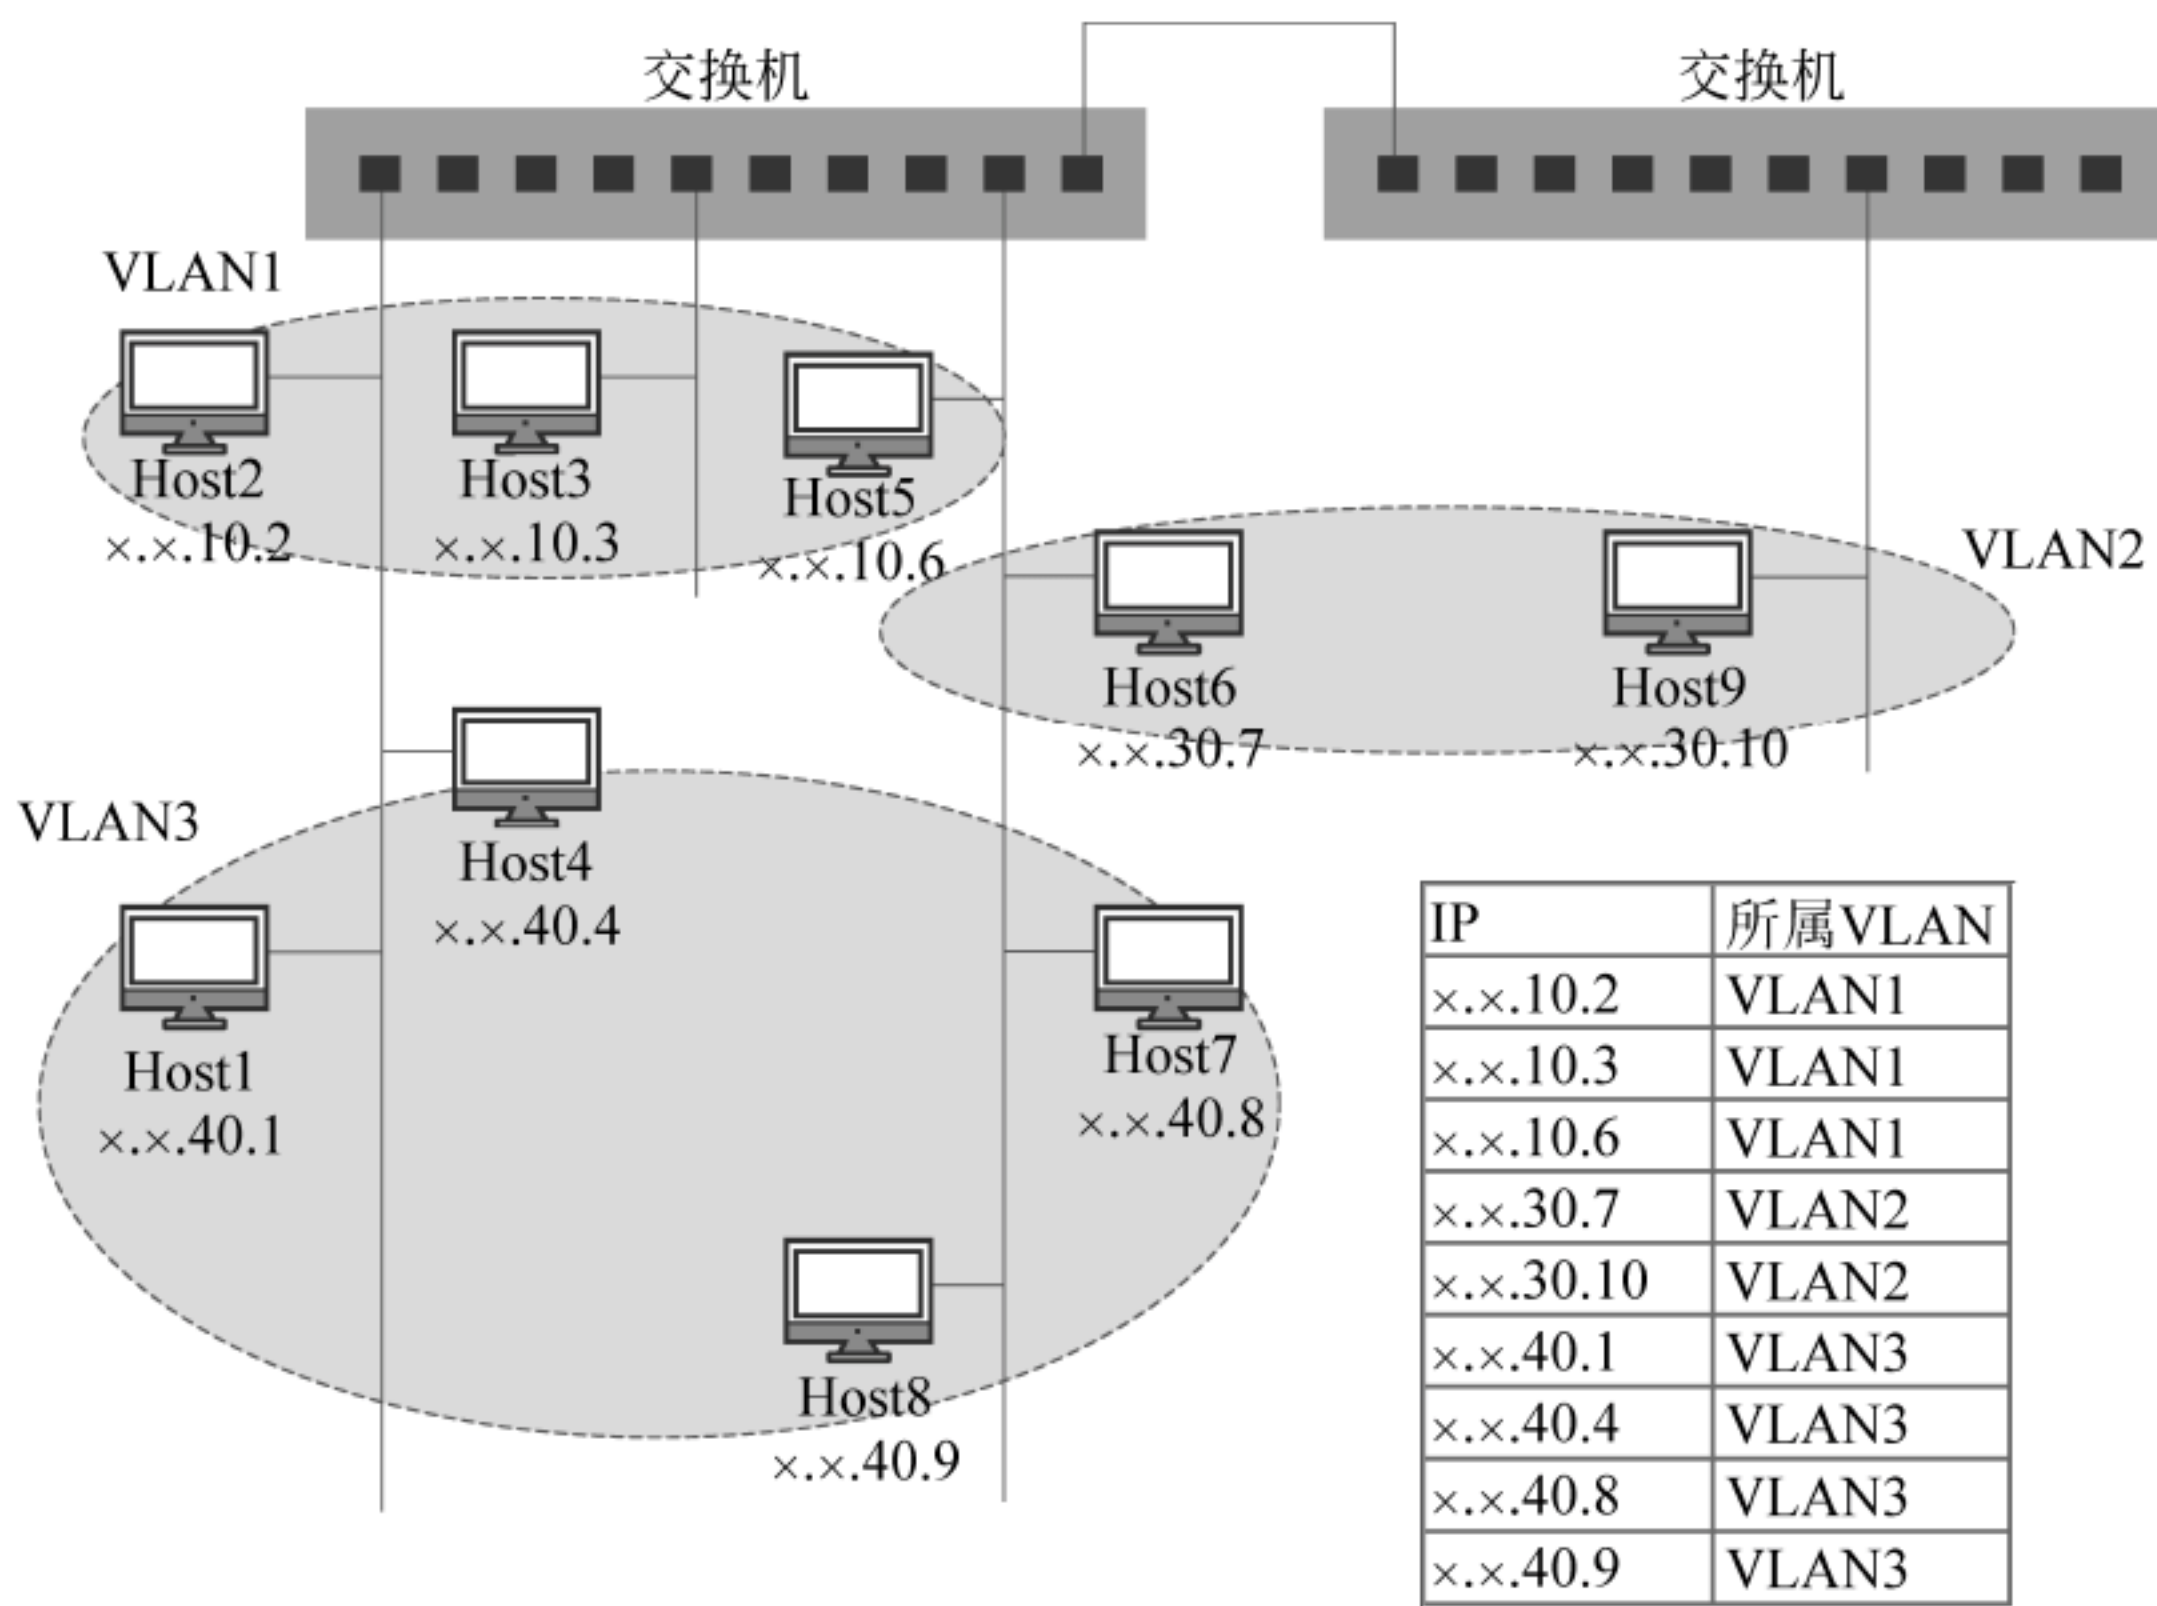 交换机
交换机
VLAN1
Host2
×.×.10.2
Host3
×.×.10.3
Host5
×.×.10.6
VLAN2
Host6
×.×.30.7
Host9
×.×.30.10
VLAN3
Host4
×.×.40.4
Host1
×.×.40.1
Host7
×.×.40.8
Host8
×.×.40.9
IP 所属VLAN
×.×.10.2 VLAN1
×.×.10.3 VLAN1
×.×.10.6 VLAN1
×.×.30.7 VLAN2
×.×.30.10 VLAN2
×.×.40.1 VLAN3
×.×.40.4 VLAN3
×.×.40.8 VLAN3
×.×.40.9 VLAN3